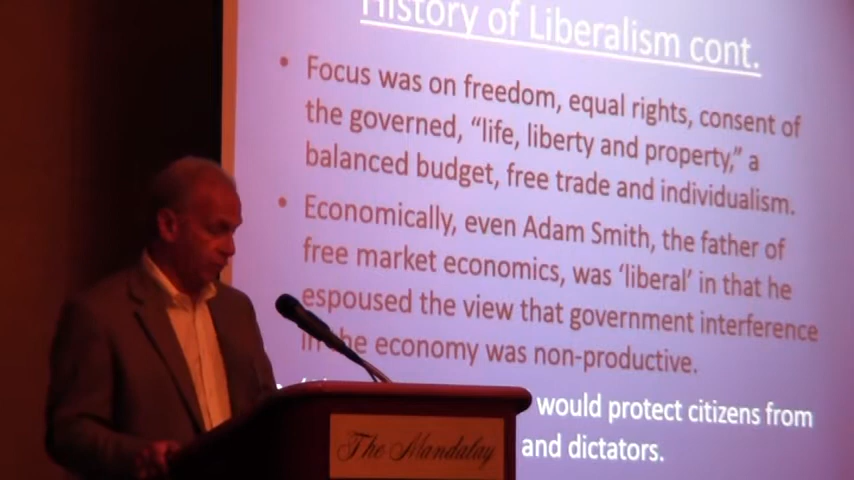 History of Liberalism cont.
• Focus was on freedom, equal rights, consent of
the governed, “life, liberty and property,” a
balanced budget, free trade and individualism.
• Economically, even Adam Smith, the father of
free market economics, was ‘liberal’ in that he
espoused the view that government interference
in the economy was non-productive.
would protect citizens from
and dictators.
The Mandalay